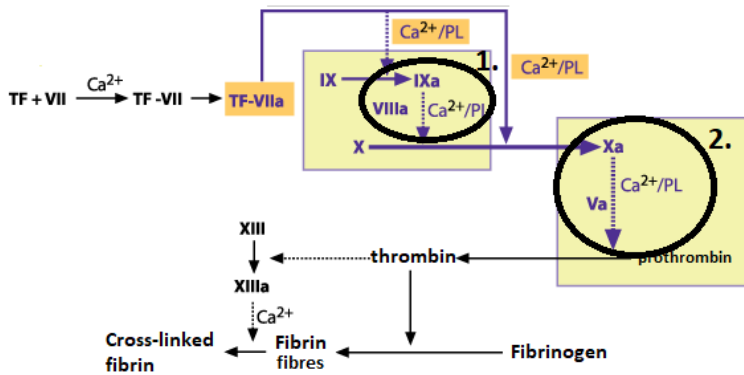 Ca²⁺/PL
1.
Ca²⁺/PL
Ca²⁺
IX
IXa
TF + VII
TF -VII
TF-VIIa
VIIIa
Ca²⁺/PL
X
Xa
2.
Ca²⁺/PL
Va
XIII
thrombin
prothrombin
XIIIa
Ca²⁺
Cross-linked
fibrin
Fibrin
fibres
Fibrinogen